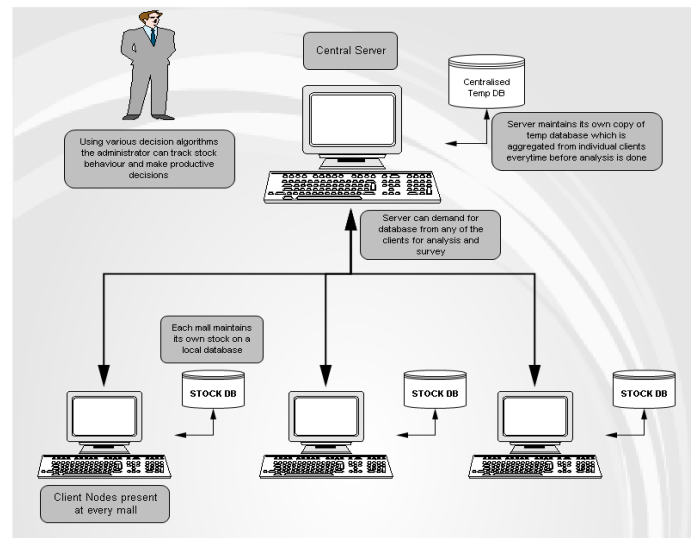 Central Server
Centralised
Temp DB
Using various decision algorithms
the administrator can track stock
behaviour and make productive
decisions
Server maintains its own copy of
temp database which is
aggregated from individual clients
everytime before analysis is done
Server can demand for
database from any of the
clients for analysis and
survey
Each mall maintains
its own stock on a
local database
STOCK DB
STOCK DB
STOCK DB
Client Nodes present
at every mall